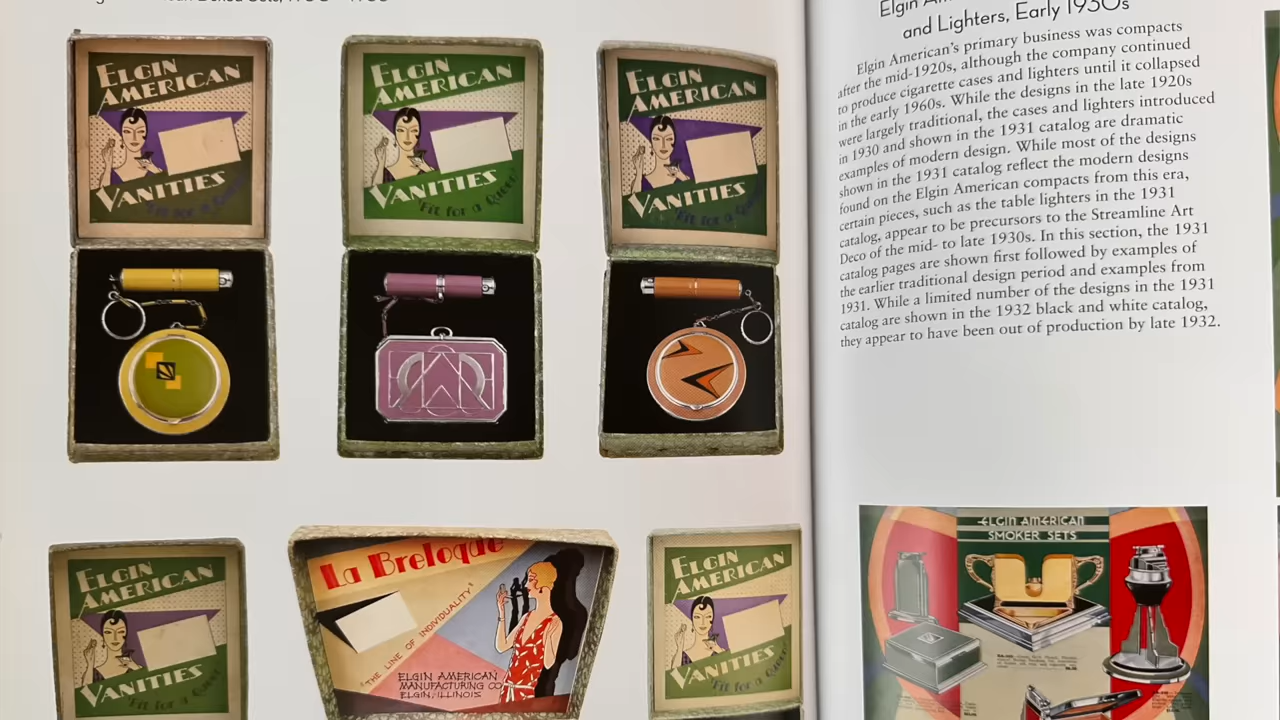 ELGIN
AMERICAN
VANITIES
"Fit for a Queen"
ELGIN
AMERICAN
VANITIES
"Fit for a Queen"
ELGIN
AMERICAN
VANITIES
"Fit for a Queen"
ELGIN
AMERICAN
VANITIES
"Fit for a Queen"
La Breloque
"THE LINE OF INDIVIDUALITY"
ELGIN AMERICAN
MANUFACTURING CO
ELGIN, ILLINOIS
ELGIN
AMERICAN
VANITIES
"Fit for a Queen"
Elgin
and Lighters, Early 1930s
Elgin American's primary business was compacts
after the mid-1920s, although the company continued
to produce cigarette cases and lighters until it collapsed
in the early 1960s. While the designs in the late 1920s
were largely traditional, the cases and lighters introduced
in 1930 and shown in the 1931 catalog are dramatic
examples of modern design. While most of the designs
shown in the 1931 catalog reflect the modern designs
found on the Elgin American compacts from this era,
certain pieces, such as the table lighters in the 1931
catalog, appear to be precursors to the Streamline Art
Deco of the mid- to late 1930s. In this section, the 1931
catalog pages are shown first followed by examples of
the earlier traditional design period and examples from
1931. While a limited number of the designs in the 1931
catalog are shown in the 1932 black and white catalog,
they appear to have been out of production by late 1932.
ELGIN AMERICAN
SMOKER SETS